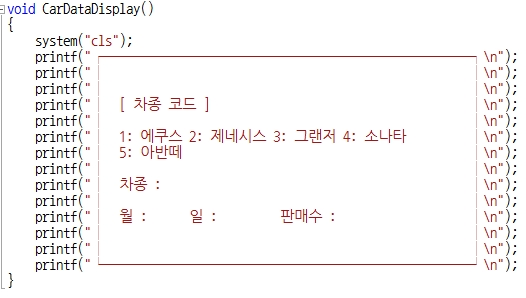 void CarDataDisplay()
{
system("cls");
printf(" ┌─────────────────────────┐ \n");
printf(" │ │ \n");
printf(" │ │ \n");
printf(" │ [ 차종 코드 ] │ \n");
printf(" │ │ \n");
printf(" │ 1: 에쿠스 2: 제네시스 3: 그랜저 4: 소나타 │ \n");
printf(" │ 5: 아반떼 │ \n");
printf(" │ │ \n");
printf(" │ 차종 : │ \n");
printf(" │ │ \n");
printf(" │ 월 : 일 : 판매수 : │ \n");
printf(" │ │ \n");
printf(" │ │ \n");
printf(" └─────────────────────────┘ \n");
}